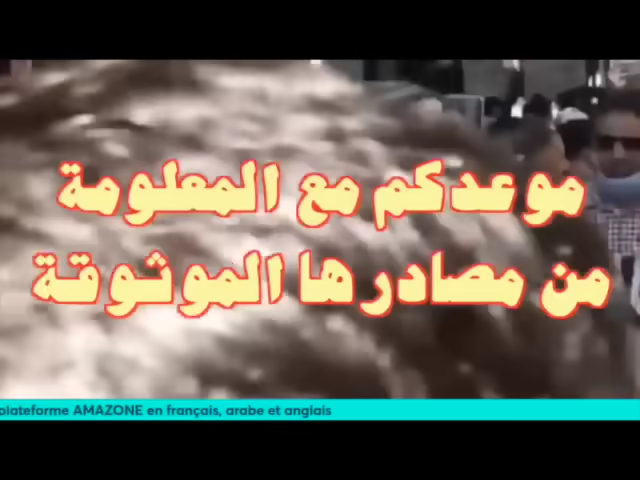 موعدكم مع المعلومة
من مصادرها الموثوقة
plateforme AMAZONE en français, arabe et anglais